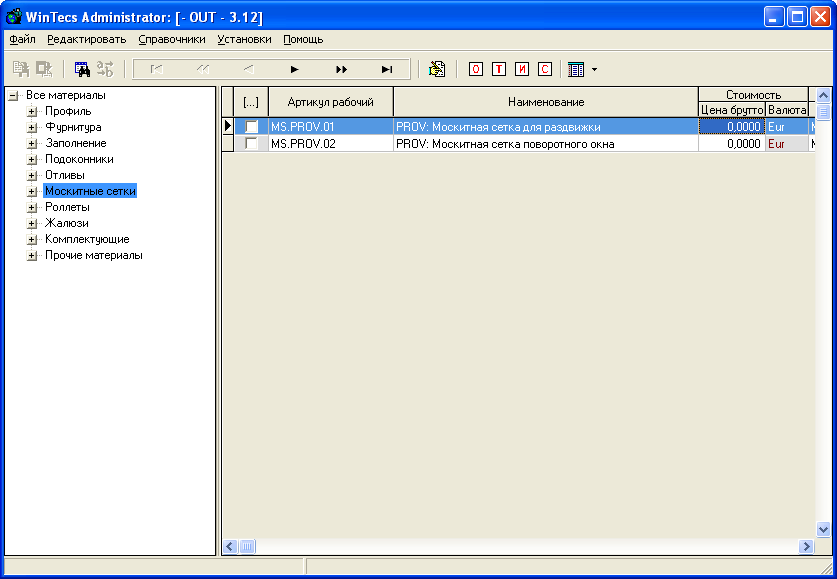 WinTecs Administrator: [- OUT - 3.12]
Файл Редактировать Справочники Установки Помощь
О Т И С
Все материалы
Профиль
Фурнитура
Заполнение
Подоконники
Отливы
Москитные сетки
Роллеты
Жалюзи
Комплектующие
Прочие материалы
[...] Артикул рабочий Наименование Стоимость
Цена брутто Валюта
MS.PROV.01 PROV: Москитная сетка для раздвижки 0,0000 Eur
MS.PROV.02 PROV: Москитная сетка поворотного окна 0,0000 Eur